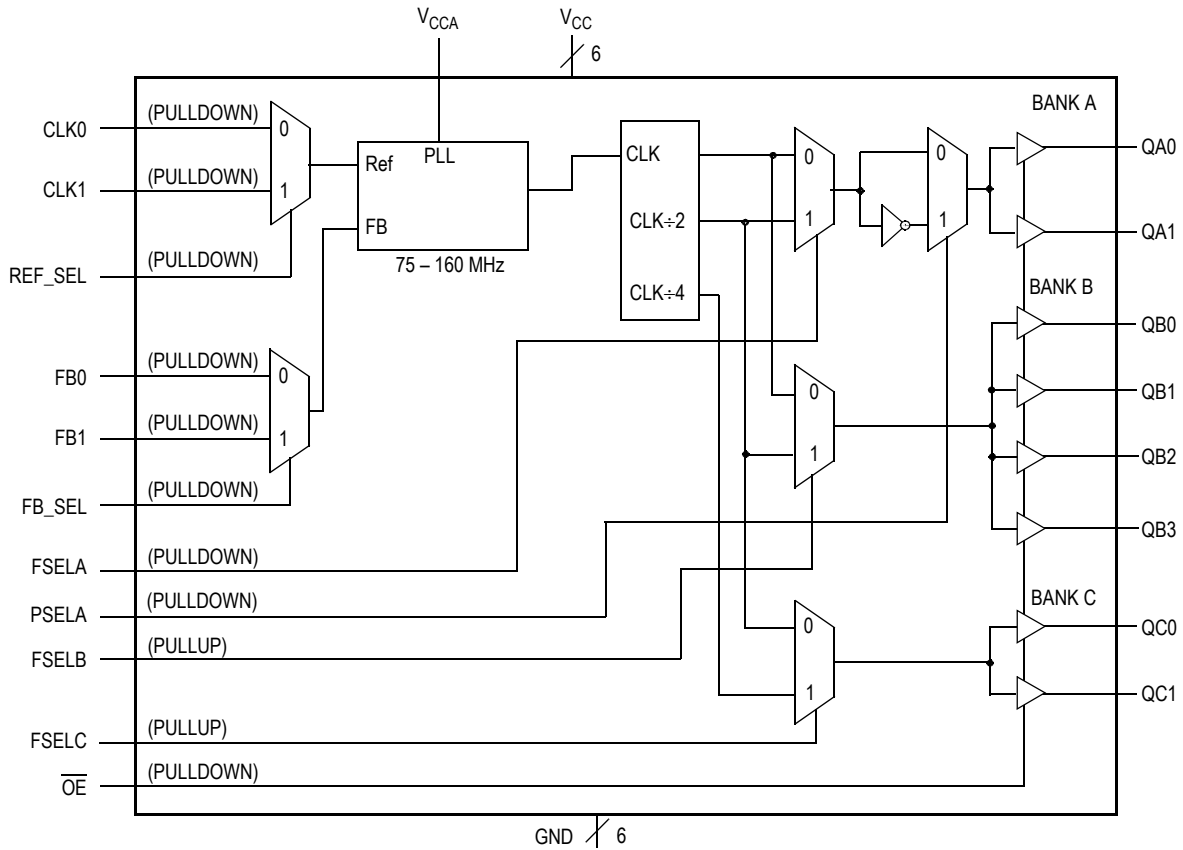 V_CCA
V_CC
6
CLK0 (PULLDOWN)
CLK1 (PULLDOWN)
REF_SEL (PULLDOWN)
0
1
Ref
PLL
FB
75 – 160 MHz
FB0 (PULLDOWN)
FB1 (PULLDOWN)
FB_SEL (PULLDOWN)
0
1
CLK
CLK÷2
CLK÷4
0
1
0
1
0
1
0
1
FSELA (PULLDOWN)
PSELA (PULLDOWN)
FSELB (PULLUP)
FSELC (PULLUP)
O̅E̅ (PULLDOWN)
BANK A
QA0
QA1
BANK B
QB0
QB1
QB2
QB3
BANK C
QC0
QC1
GND 6